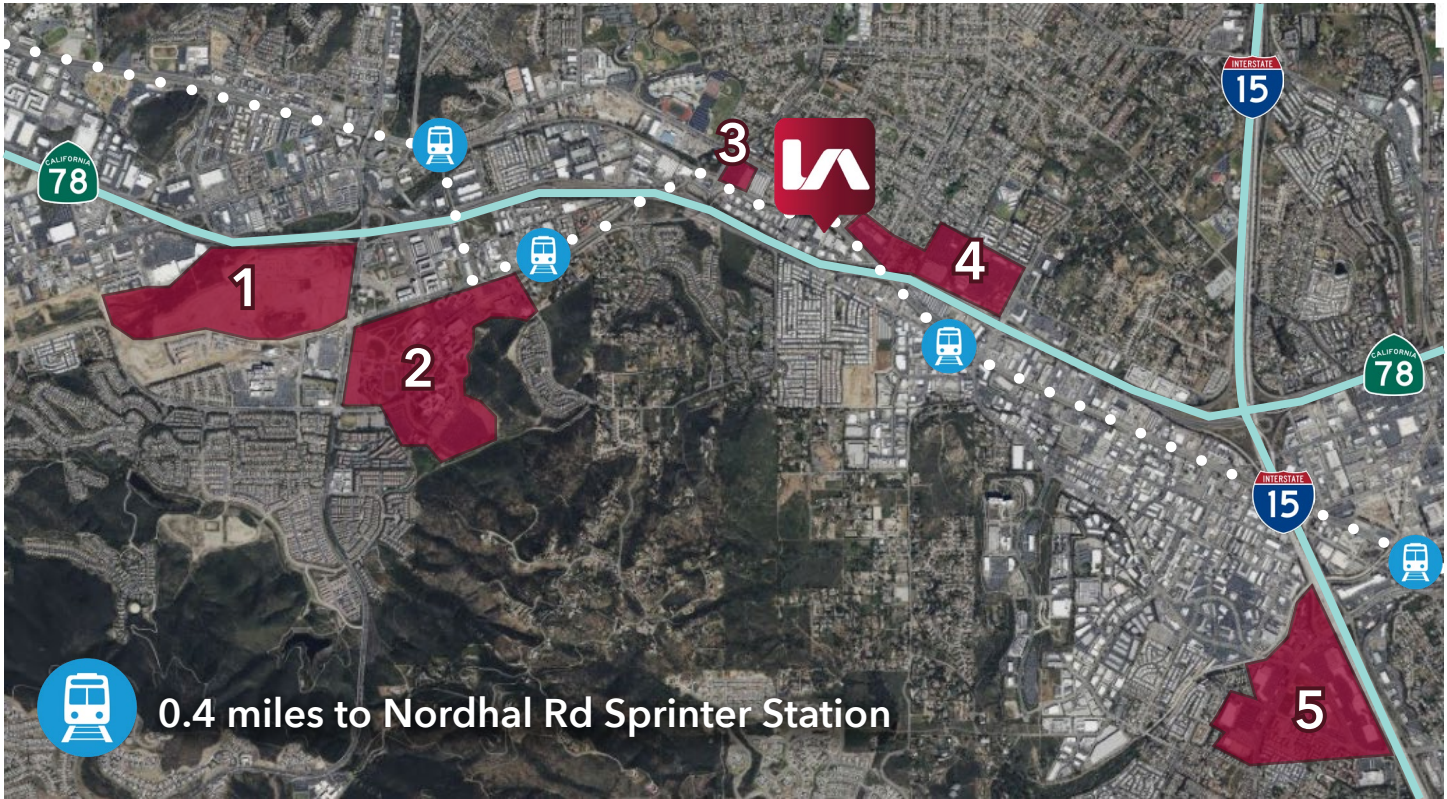 INTERSTATE
15
CALIFORNIA
78
3
4
1
2
CALIFORNIA
78
INTERSTATE
15
5
0.4 miles to Nordhal Rd Sprinter Station